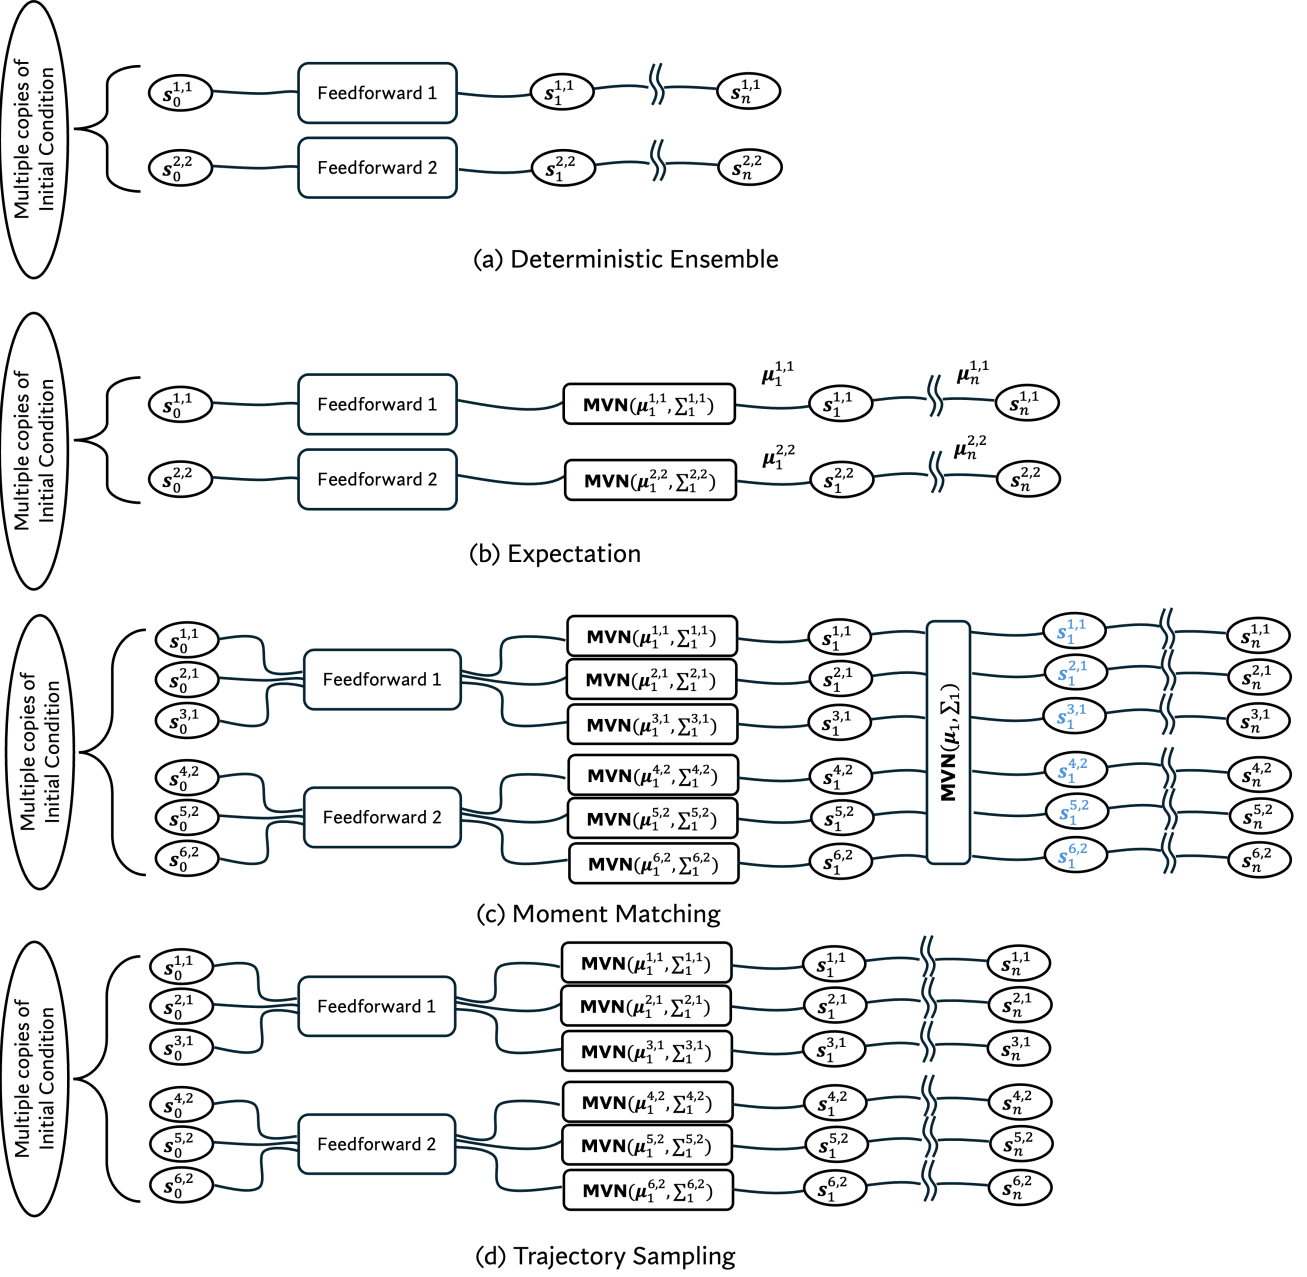 Multiple copies of
Initial Condition
s_0^{1,1} Feedforward 1 s_1^{1,1} s_n^{1,1}
s_0^{2,2} Feedforward 2 s_1^{2,2} s_n^{2,2}
(a) Deterministic Ensemble
Multiple copies of
Initial Condition
μ_1^{1,1} μ_n^{1,1}
s_0^{1,1} Feedforward 1 MVN(μ_1^{1,1}, Σ_1^{1,1}) s_1^{1,1} s_n^{1,1}
μ_1^{2,2} μ_n^{2,2}
s_0^{2,2} Feedforward 2 MVN(μ_1^{2,2}, Σ_1^{2,2}) s_1^{2,2} s_n^{2,2}
(b) Expectation
Multiple copies of
Initial Condition
s_0^{1,1} MVN(μ_1^{1,1}, Σ_1^{1,1}) s_1^{1,1} s_1^{1,1} s_n^{1,1}
s_0^{2,1} Feedforward 1 MVN(μ_1^{2,1}, Σ_1^{2,1}) s_1^{2,1} s_1^{2,1} s_n^{2,1}
s_0^{3,1} MVN(μ_1^{3,1}, Σ_1^{3,1}) s_1^{3,1} s_1^{3,1} s_n^{3,1}
MVN(μ_1, Σ_1)
s_0^{4,2} MVN(μ_1^{4,2}, Σ_1^{4,2}) s_1^{4,2} s_1^{4,2} s_n^{4,2}
s_0^{5,2} Feedforward 2 MVN(μ_1^{5,2}, Σ_1^{5,2}) s_1^{5,2} s_1^{5,2} s_n^{5,2}
s_0^{6,2} MVN(μ_1^{6,2}, Σ_1^{6,2}) s_1^{6,2} s_1^{6,2} s_n^{6,2}
(c) Moment Matching
Multiple copies of
Initial Condition
s_0^{1,1} MVN(μ_1^{1,1}, Σ_1^{1,1}) s_1^{1,1} s_n^{1,1}
s_0^{2,1} Feedforward 1 MVN(μ_1^{2,1}, Σ_1^{2,1}) s_1^{2,1} s_n^{2,1}
s_0^{3,1} MVN(μ_1^{3,1}, Σ_1^{3,1}) s_1^{3,1} s_n^{3,1}
s_0^{4,2} MVN(μ_1^{4,2}, Σ_1^{4,2}) s_1^{4,2} s_n^{4,2}
s_0^{5,2} Feedforward 2 MVN(μ_1^{5,2}, Σ_1^{5,2}) s_1^{5,2} s_n^{5,2}
s_0^{6,2} MVN(μ_1^{6,2}, Σ_1^{6,2}) s_1^{6,2} s_n^{6,2}
(d) Trajectory Sampling